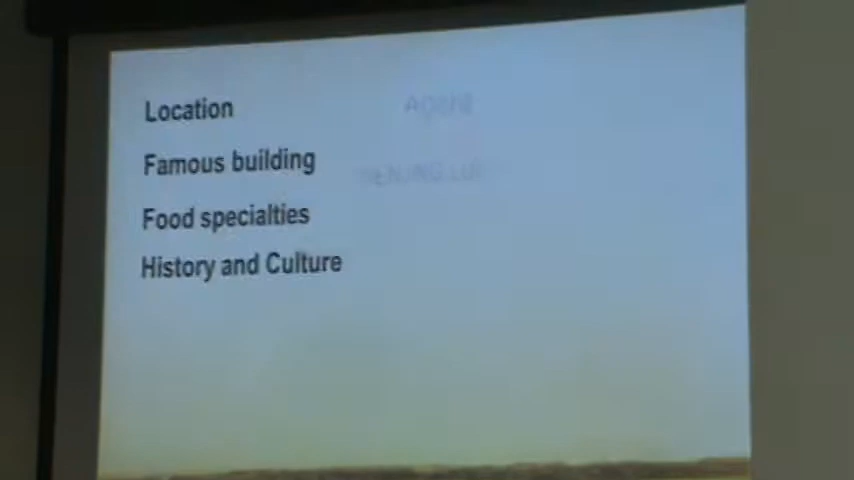 Location
Famous building
Food specialties
History and Culture